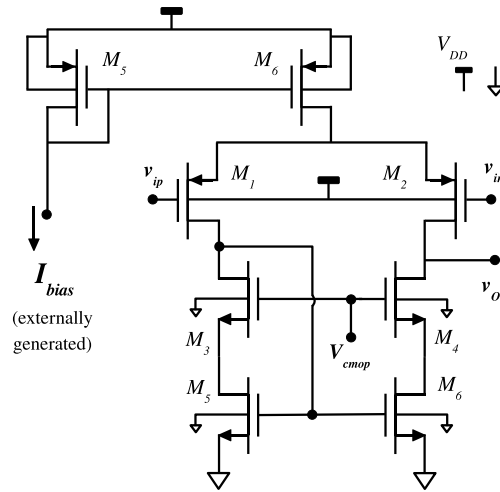 M5
M6
VDD
vip
M1
M2
vin
Ibias
(externally
generated)
vO
M3
Vcmop
M4
M5
M6